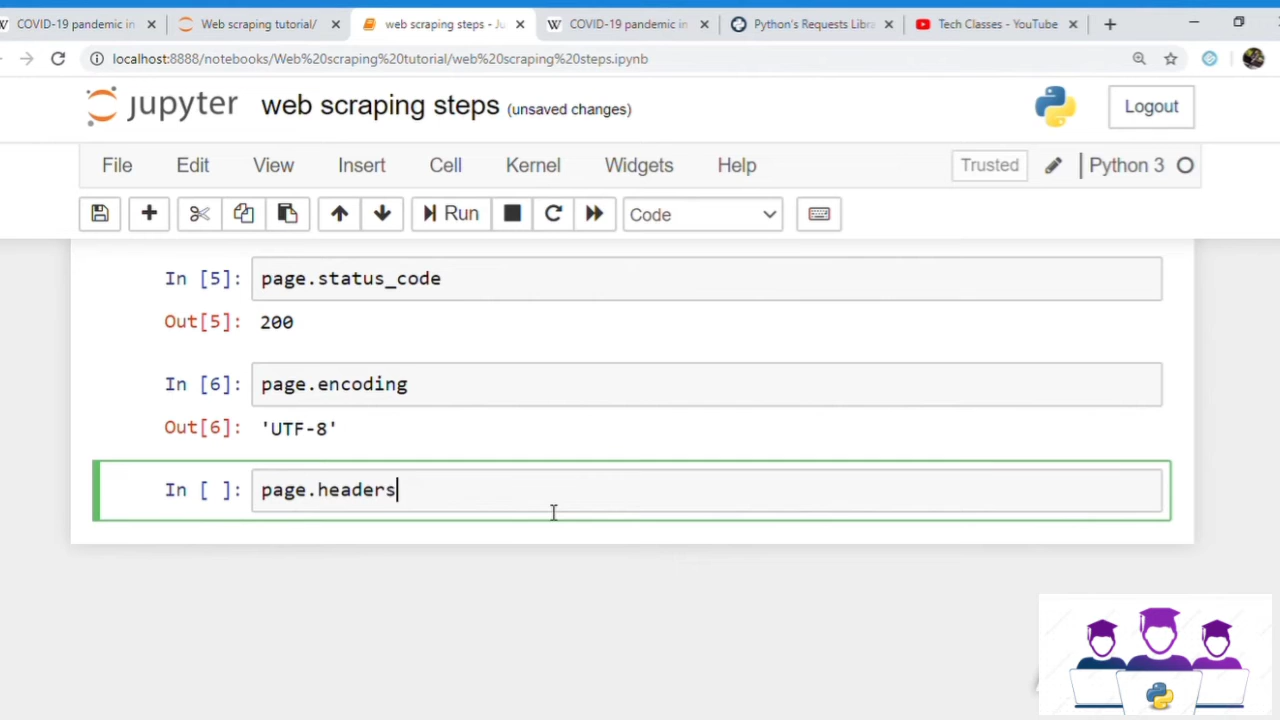 COVID-19 pandemic in
Web scraping tutorial/
web scraping steps - Ju
COVID-19 pandemic in
Python's Requests Libra
Tech Classes - YouTube
localhost:8888/notebooks/Web%20scraping%20tutorial/web%20scraping%20steps.ipynb
jupyter web scraping steps (unsaved changes)
Logout
File Edit View Insert Cell Kernel Widgets Help
Trusted Python 3
Run Code
In [5]: page.status_code
Out[5]: 200
In [6]: page.encoding
Out[6]: 'UTF-8'
In [ ]: page.headers